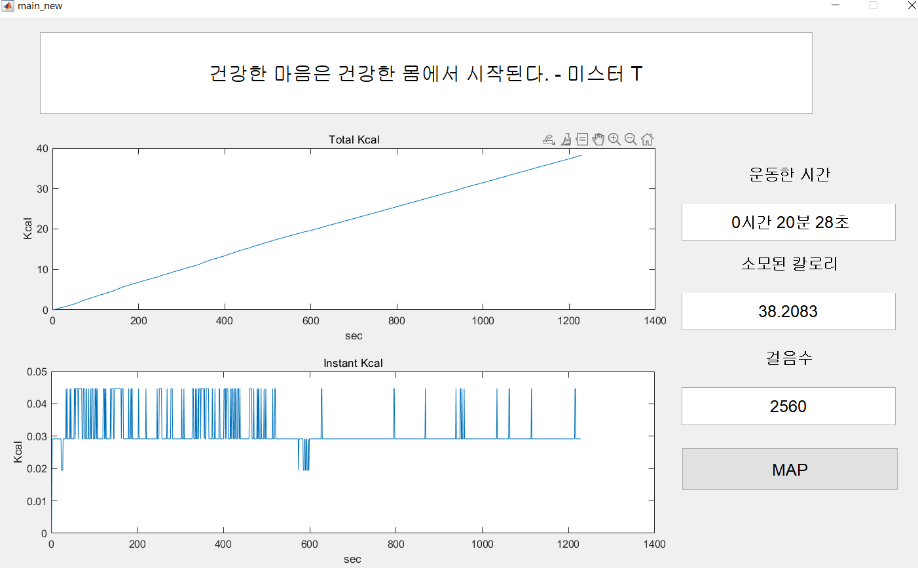 main_new
건강한 마음은 건강한 몸에서 시작된다. - 미스터 T
Total Kcal
40
30
20
10
0
Kcal
0 200 400 600 800 1000 1200 1400
sec
운동한 시간
0시간 20분 28초
소모된 칼로리
38.2083
걸음수
2560
MAP
Instant Kcal
0.05
0.04
0.03
0.02
0.01
0
Kcal
0 200 400 600 800 1000 1200 1400
sec